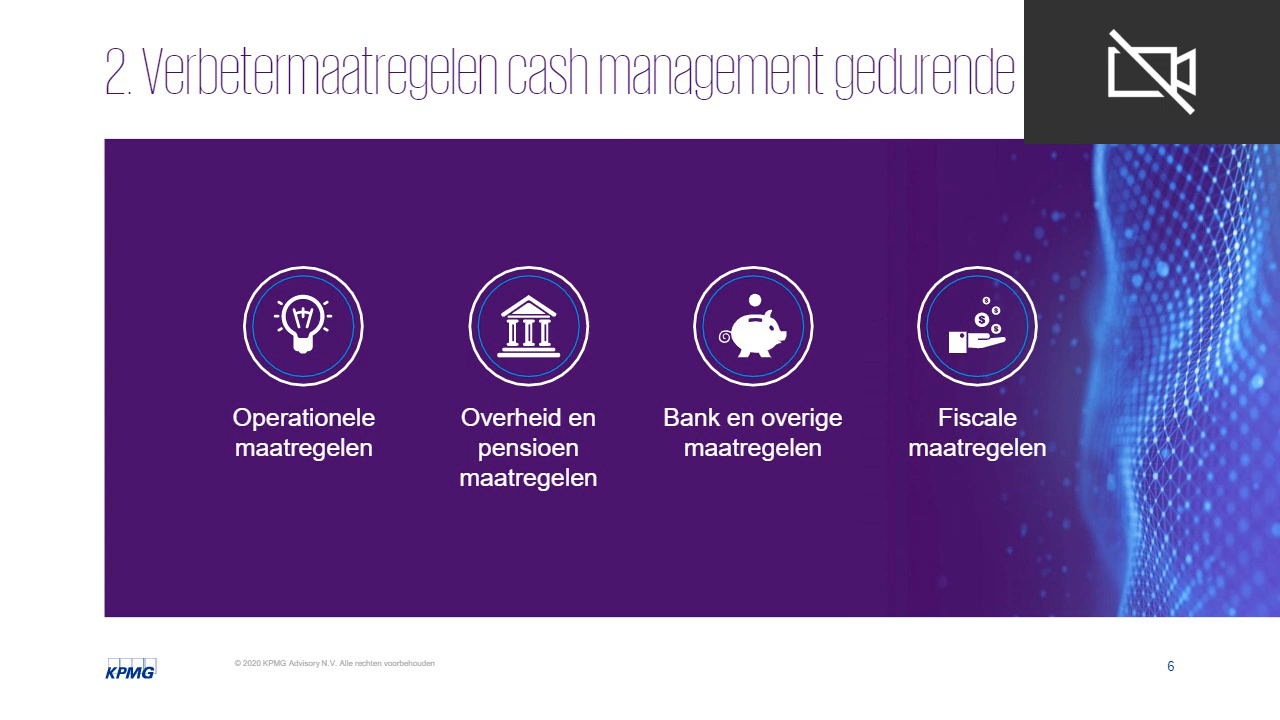 2. Verbetermaatregelen cash management gedurende
Operationele
maatregelen
Overheid en
pensioen
maatregelen
Bank en overige
maatregelen
Fiscale
maatregelen
KPMG
© 2020 KPMG Advisory N.V. Alle rechten voorbehouden
6